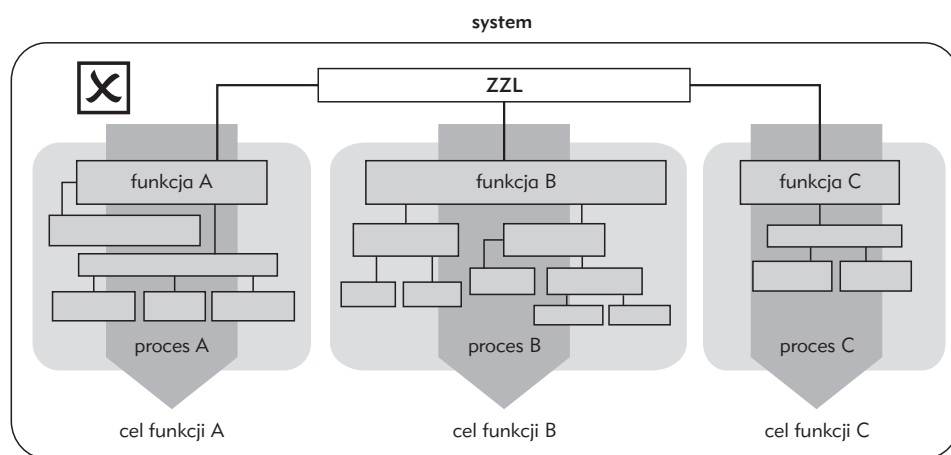 system
ZZL
funkcja A
funkcja B
funkcja C
proces A
proces B
proces C
cel funkcji A
cel funkcji B
cel funkcji C